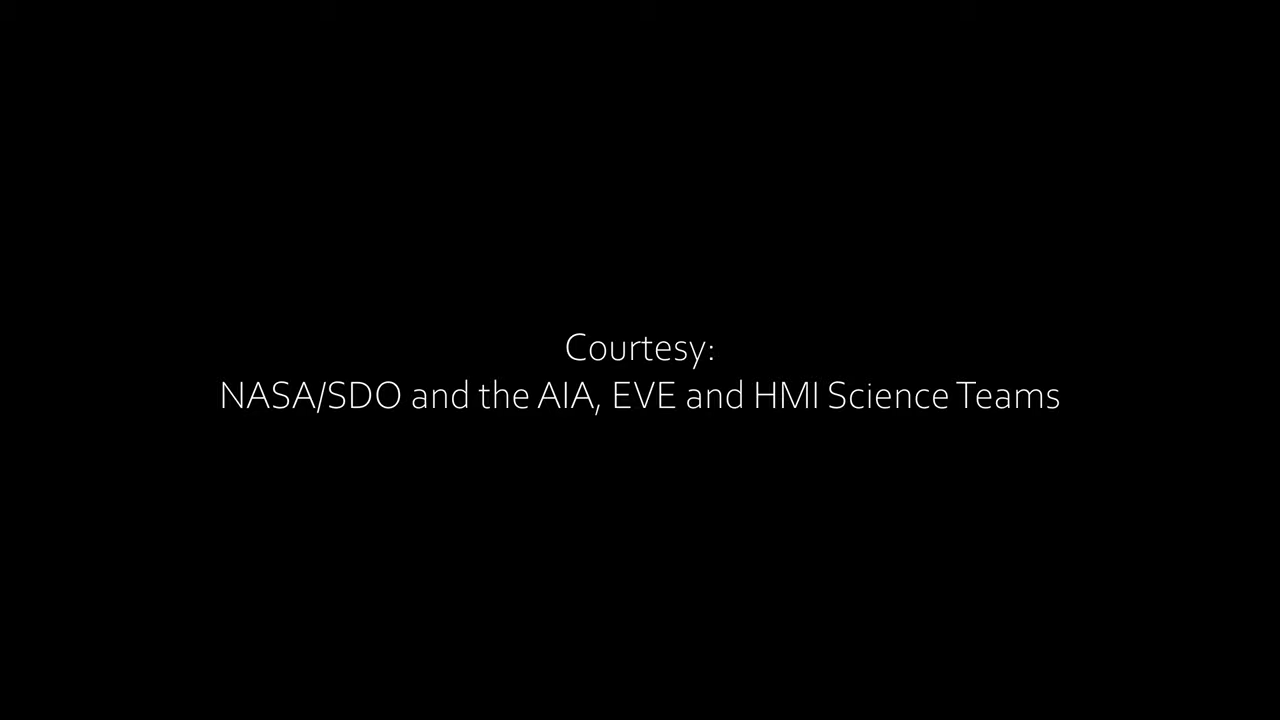 Courtesy:
NASA/SDO and the AIA, EVE and HMI Science Teams